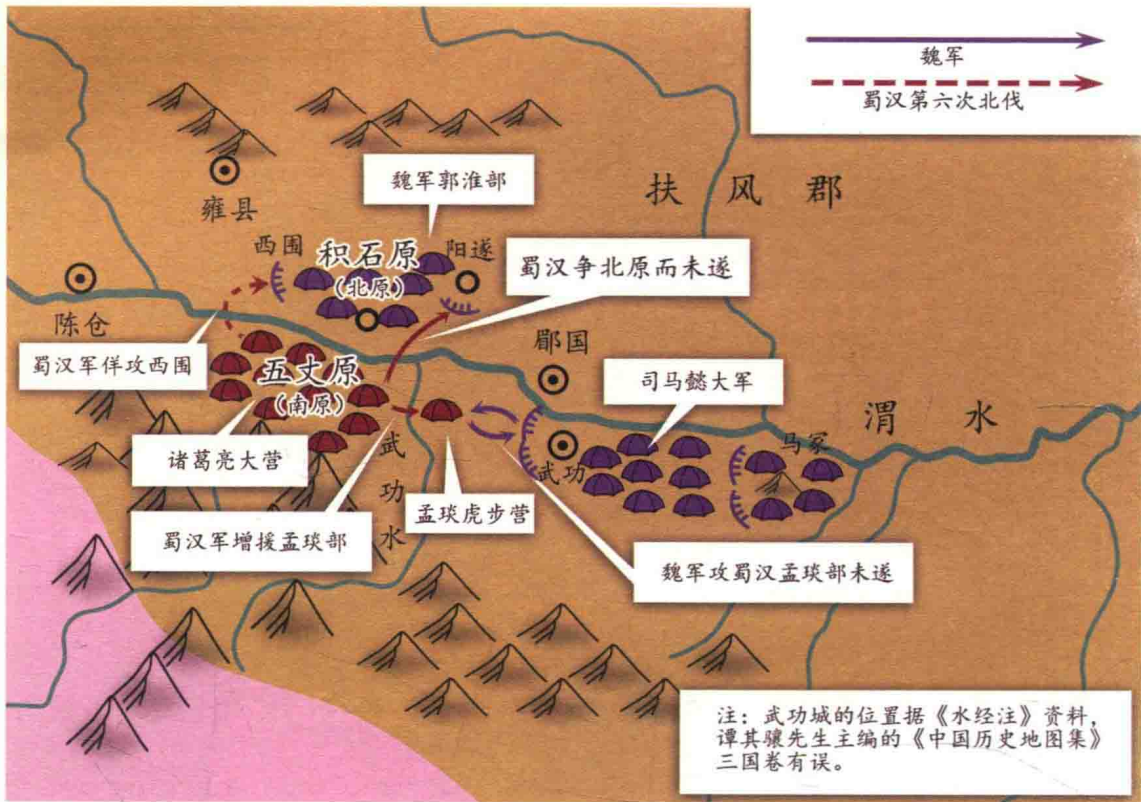 魏军
蜀汉第六次北伐
魏军郭淮部
扶风郡
雍县
西围
积石原
(北原)
阳遂
蜀汉争北原而未遂
陈仓
郿国
蜀汉军佯攻西围
五丈原
(南原)
司马懿大军
渭水
诸葛亮大营
武功水
武功
马冢
孟琰虎步营
蜀汉军增援孟琰部
魏军攻蜀汉孟琰部未遂
注：武功城的位置据《水经注》资料，
谭其骧先生主编的《中国历史地图集》
三国卷有误。